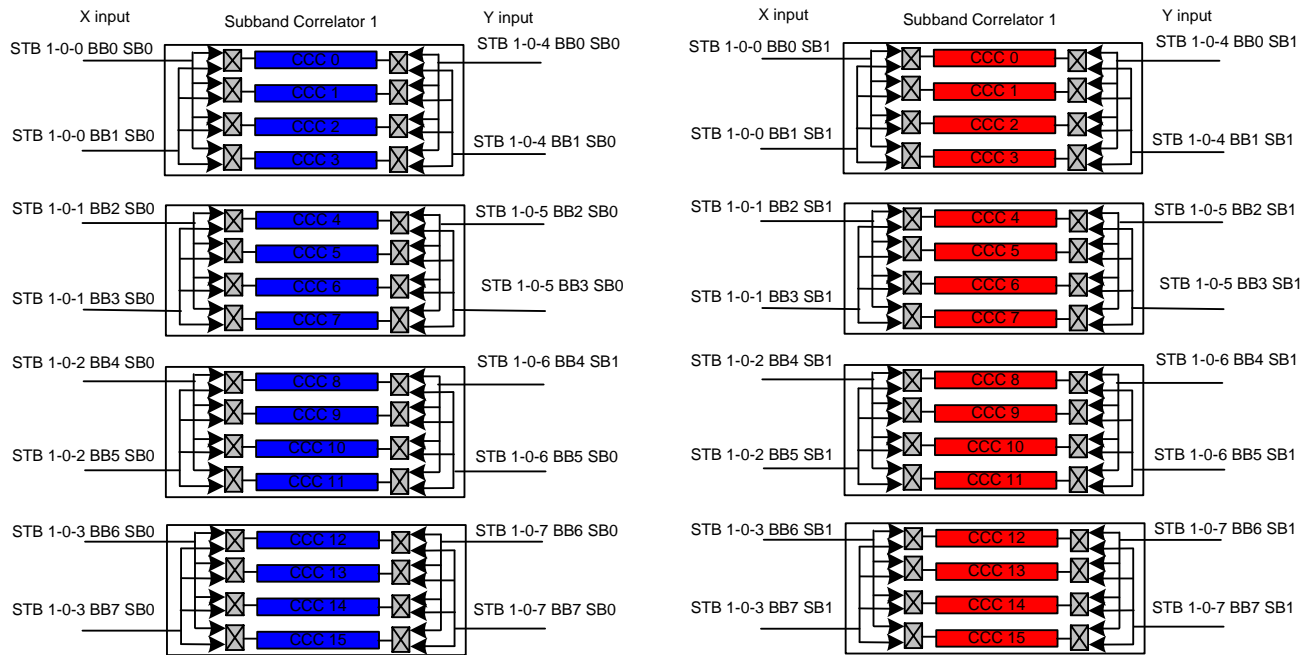 X input
Subband Correlator 1
Y input
STB 1-0-0 BB0 SB0
STB 1-0-4 BB0 SB0
CCC 0
CCC 1
CCC 2
CCC 3
STB 1-0-0 BB1 SB0
STB 1-0-4 BB1 SB0
STB 1-0-1 BB2 SB0
STB 1-0-5 BB2 SB0
CCC 4
CCC 5
CCC 6
CCC 7
STB 1-0-1 BB3 SB0
STB 1-0-5 BB3 SB0
STB 1-0-2 BB4 SB0
STB 1-0-6 BB4 SB1
CCC 8
CCC 9
CCC 10
CCC 11
STB 1-0-2 BB5 SB0
STB 1-0-6 BB5 SB0
STB 1-0-3 BB6 SB0
STB 1-0-7 BB6 SB0
CCC 12
CCC 13
CCC 14
CCC 15
STB 1-0-3 BB7 SB0
STB 1-0-7 BB7 SB0
X input
Subband Correlator 1
Y input
STB 1-0-0 BB0 SB1
STB 1-0-4 BB0 SB1
CCC 0
CCC 1
CCC 2
CCC 3
STB 1-0-0 BB1 SB1
STB 1-0-4 BB1 SB1
STB 1-0-1 BB2 SB1
STB 1-0-5 BB2 SB1
CCC 4
CCC 5
CCC 6
CCC 7
STB 1-0-1 BB3 SB1
STB 1-0-5 BB3 SB1
STB 1-0-2 BB4 SB1
STB 1-0-6 BB4 SB1
CCC 8
CCC 9
CCC 10
CCC 11
STB 1-0-2 BB5 SB1
STB 1-0-6 BB5 SB1
STB 1-0-3 BB6 SB1
STB 1-0-7 BB6 SB1
CCC 12
CCC 13
CCC 14
CCC 15
STB 1-0-3 BB7 SB1
STB 1-0-7 BB7 SB1